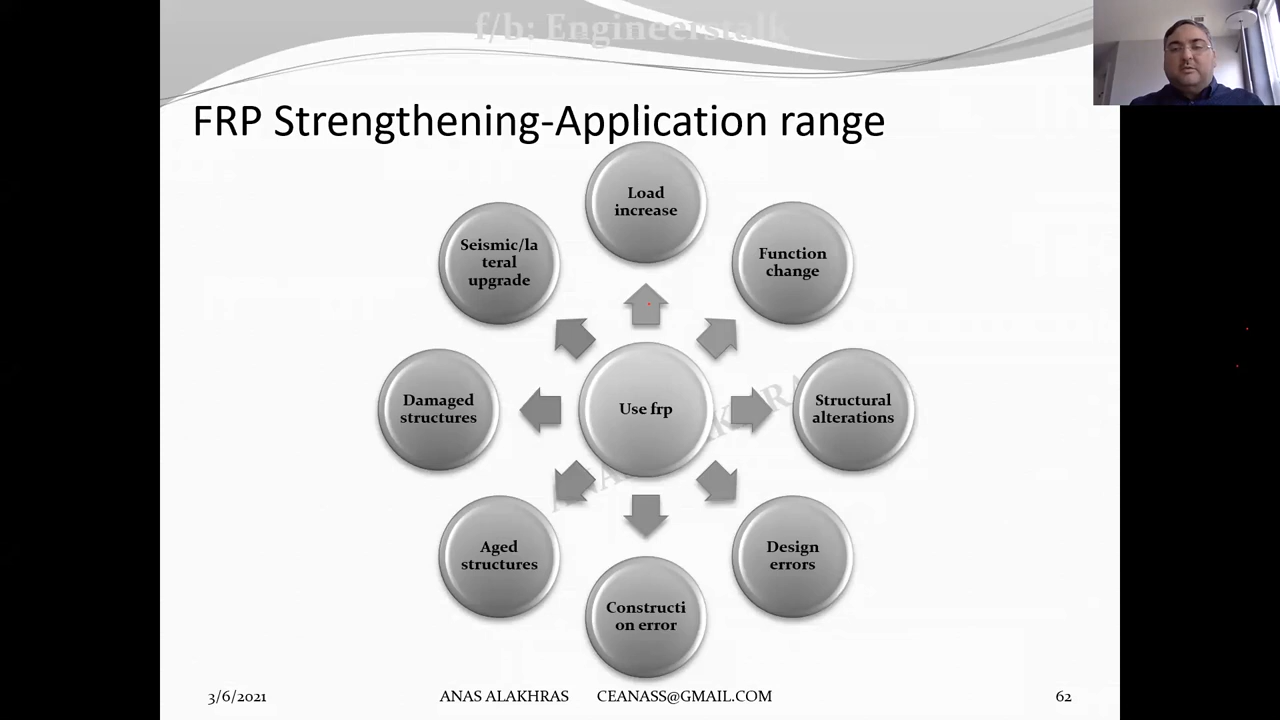 f/b: Engineerstalk
FRP Strengthening-Application range
Load
increase
Function
change
Structural
alterations
Design
errors
Constructi
on error
Aged
structures
Damaged
structures
Seismic/la
teral
upgrade
Use frp
3/6/2021
ANAS ALAKHRAS CEANASS@GMAIL.COM
62